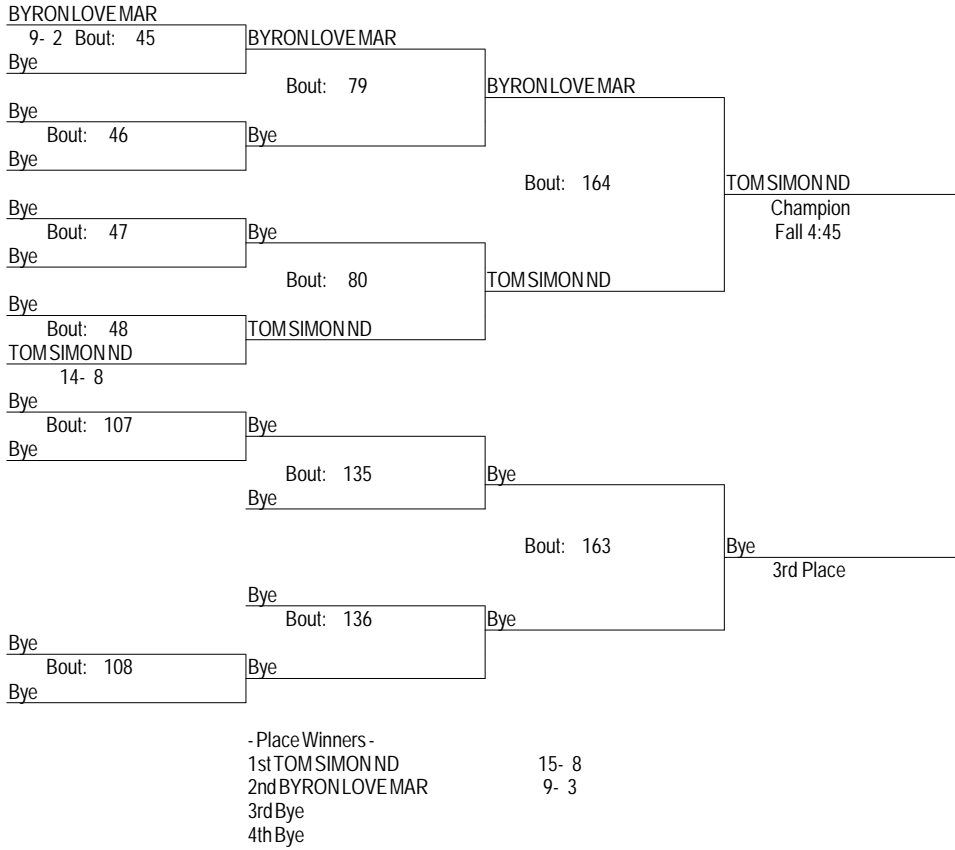 BYRON LOVE MAR
9- 2 Bout: 45
BYRON LOVE MAR
Bye
Bout: 79
BYRON LOVE MAR
Bye
Bout: 46
Bye
Bye
Bout: 164
TOM SIMON ND
Bye
Champion
Bout: 47
Bye
Fall 4:45
Bye
Bout: 80
TOM SIMON ND
Bye
Bout: 48
TOM SIMON ND
TOM SIMON ND
14- 8
Bye
Bout: 107
Bye
Bye
Bout: 135
Bye
Bye
Bout: 163
Bye
3rd Place
Bye
Bout: 136
Bye
Bye
Bout: 108
Bye
Bye
- Place Winners -
1st TOM SIMON ND 15- 8
2nd BYRON LOVE MAR 9- 3
3rd Bye
4th Bye